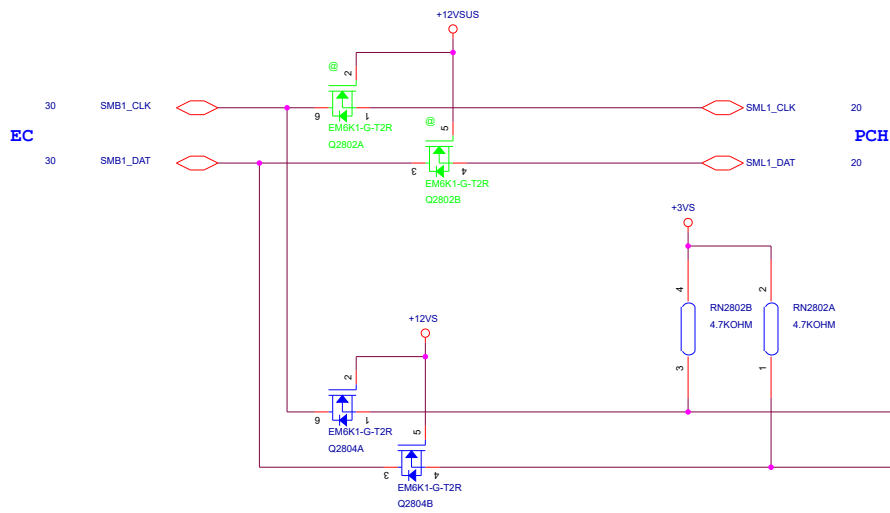 +12VSUS
@
2
30 SMB1_CLK
6 1
SML1_CLK 20
EM6K1-G-T2R
Q2802A
@
5
EC
PCH
30 SMB1_DAT
3 4
SML1_DAT 20
EM6K1-G-T2R
Q2802B
+3VS
4 2
RN2802B RN2802A
4.7KOHM 4.7KOHM
3 1
+12VS
2
6 1
EM6K1-G-T2R
Q2804A
5
3 4
EM6K1-G-T2R
Q2804B